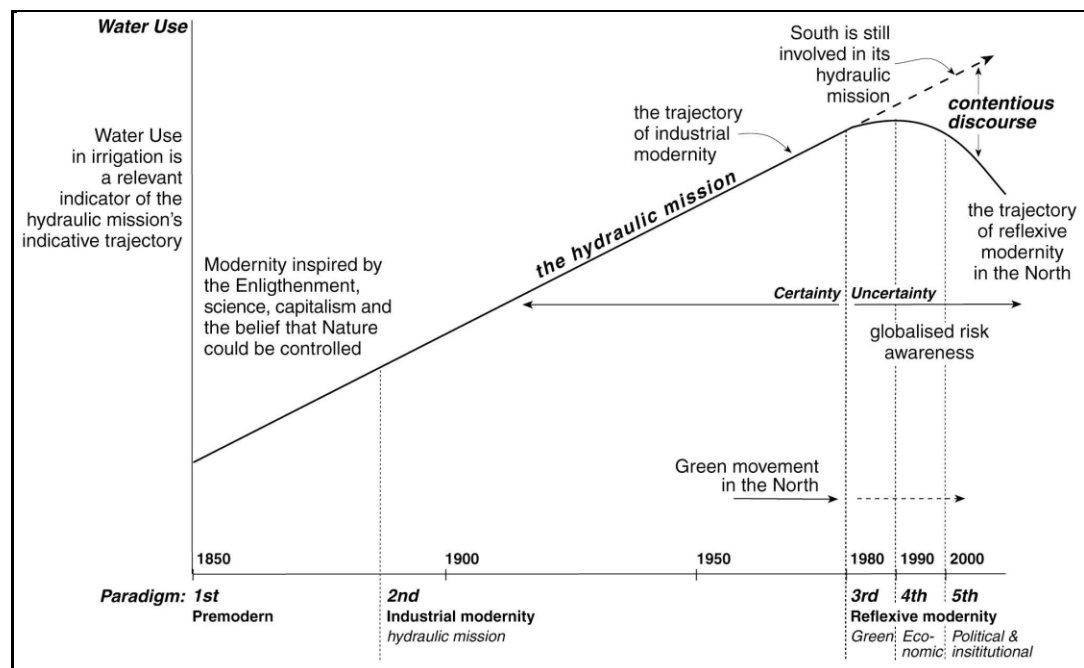 Water Use
South is still
involved in its
hydraulic
mission
contentious
discourse
Water Use
in irrigation is
a relevant
indicator of the
hydraulic mission's
indicative trajectory
the trajectory
of industrial
modernity
the hydraulic mission
the trajectory
of reflexive
modernity
in the North
Modernity inspired by
the Enligthenment,
science, capitalism and
the belief that Nature
could be controlled
Certainty
Uncertainty
globalised risk
awareness
Green movement
in the North
1850
1900
1950
1980
1990
2000
Paradigm:
1st
2nd
3rd
4th
5th
Premodern
Industrial modernity
Reflexive modernity
hydraulic mission
Green
Eco-
nomic
Political &
insititutional